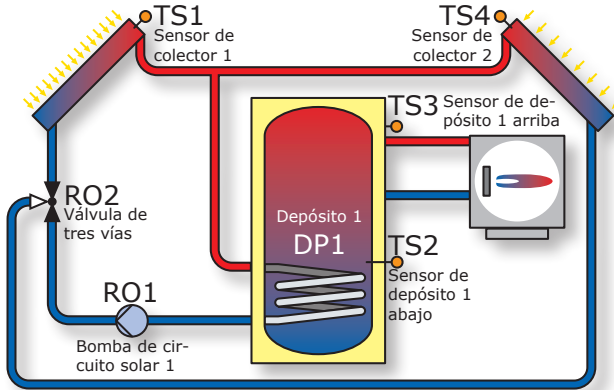 TS1
Sensor de
colector 1
TS4
Sensor de
colector 2
TS3
Sensor de de-
pósito 1 arriba
RO2
Válvula de
tres vías
Depósito 1
DP1
TS2
Sensor de
depósito 1
abajo
RO1
Bomba de cir-
cuito solar 1